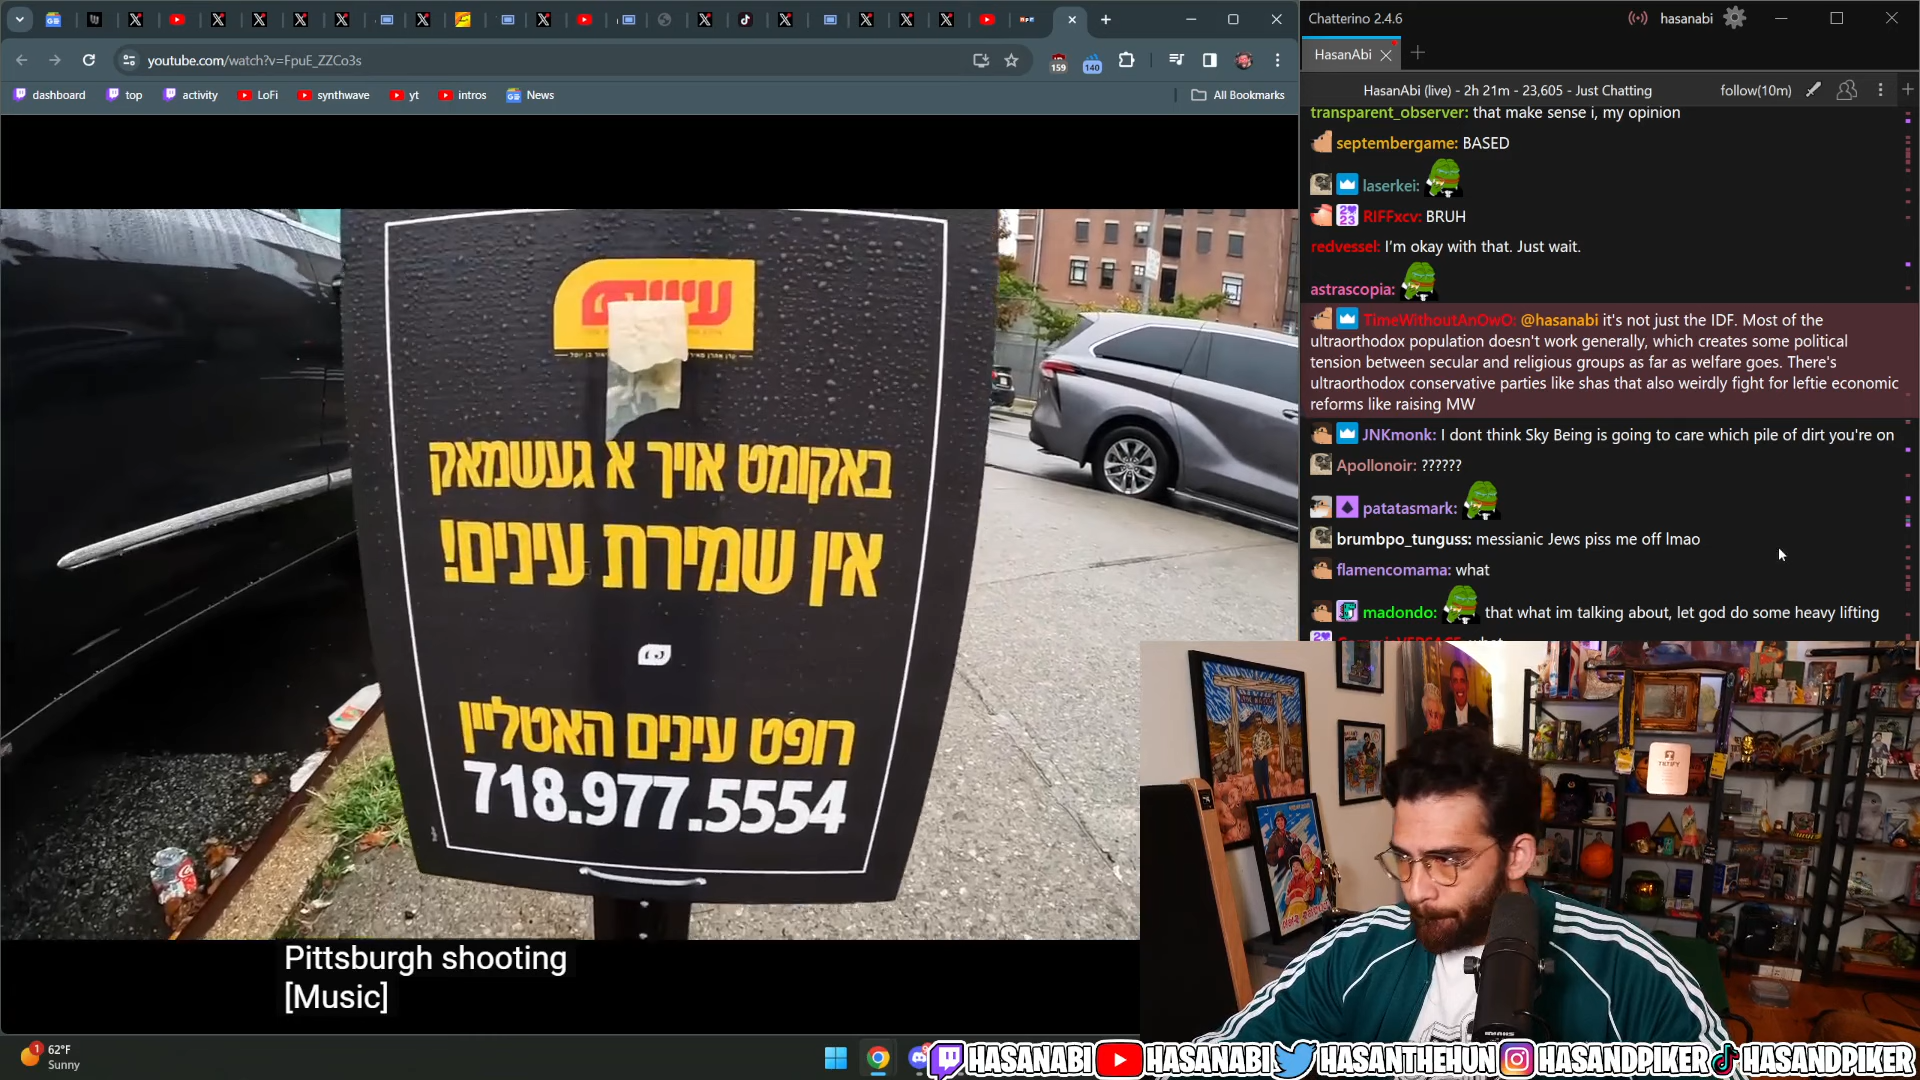 youtube.com/watch?v=FpuE_ZZCo3s
159
140
dashboard
top
activity
LoFi
synthwave
yt
intros
News
All Bookmarks
באקומט אויך א געשמאק
אין שמירת עינים!
רופט עינים האטליין
718.977.5554
Pittsburgh shooting
[Music]
Chatterino 2.4.6
hasanabi
HasanAbi
HasanAbi (live) - 2h 21m - 23,605 - Just Chatting
follow(10m)
transparent_observer: that make sense i, my opinion
septembergame: BASED
laserkei:
RIFFxcv: BRUH
redvessel: I'm okay with that. Just wait.
astrascopia:
TimeWithoutAnOwO: @hasanabi it's not just the IDF. Most of the
ultraorthodox population doesn't work generally, which creates some political
tension between secular and religious groups as far as welfare goes. There's
ultraorthodox conservative parties like shas that also weirdly fight for leftie economic
reforms like raising MW
JNKmonk: I dont think Sky Being is going to care which pile of dirt you're on
Apollonoir: ??????
patatasmark:
brumbpo_tunguss: messianic Jews piss me off lmao
flamencomama: what
madondo: that what im talking about, let god do some heavy lifting
1
62°F
Sunny
HASANABI
HASANABI
HASANTHEHUN
HASANDPIKER
HASANDPIKER